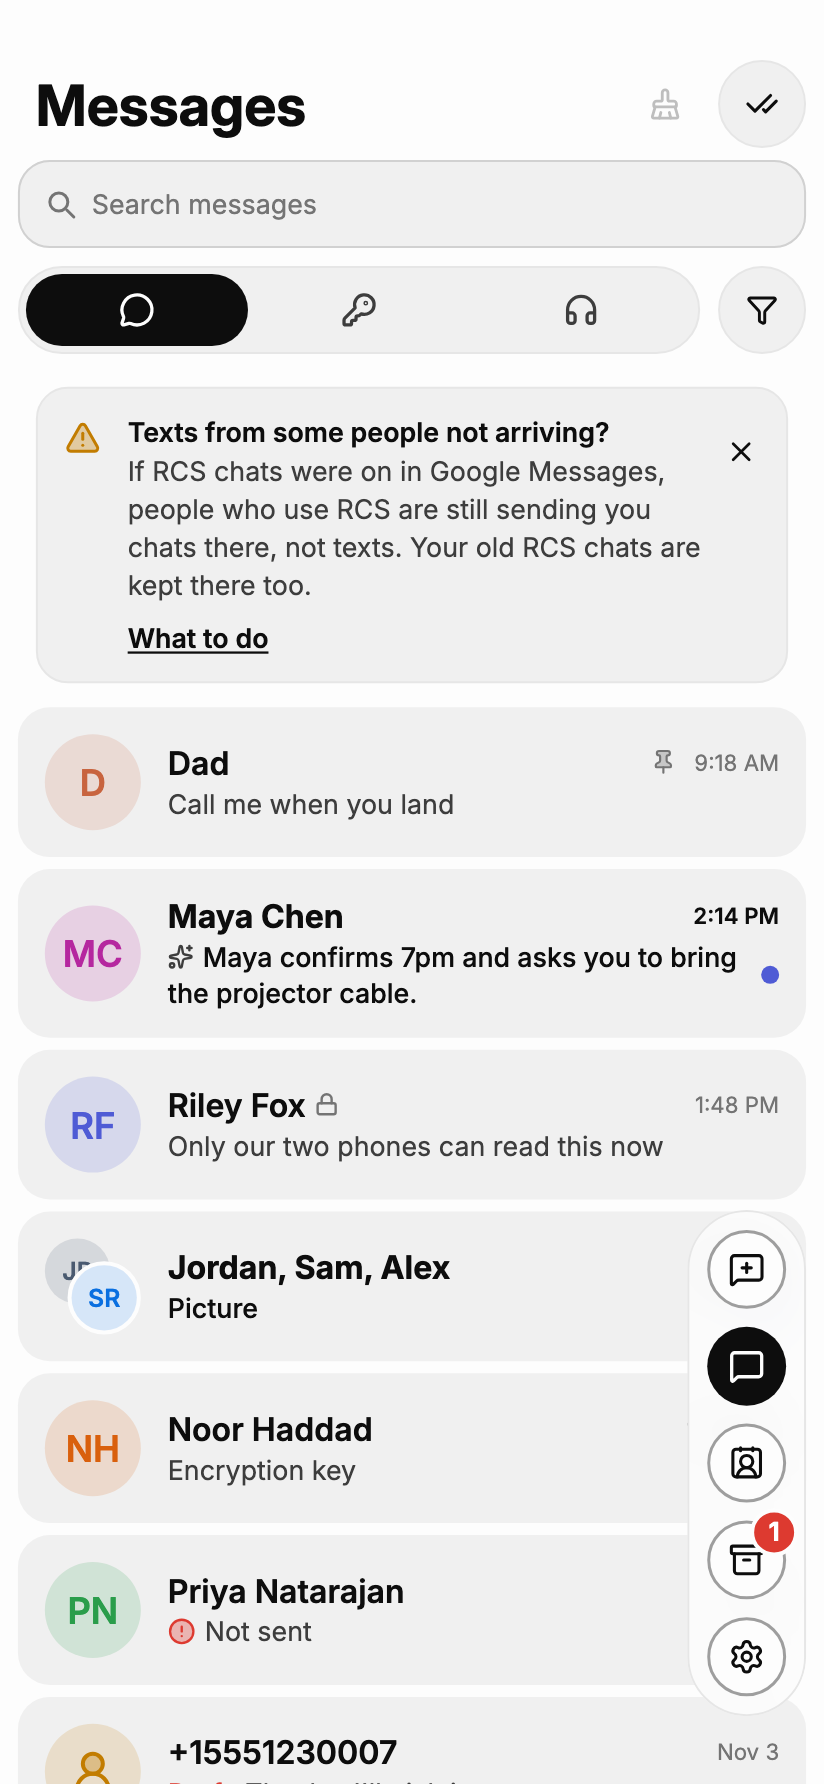 Messages
Search messages
Texts from some people not arriving?
If RCS chats were on in Google Messages,
people who use RCS are still sending you
chats there, not texts. Your old RCS chats are
kept there too.
What to do
D
Dad
9:18 AM
Call me when you land
MC
Maya Chen
2:14 PM
Maya confirms 7pm and asks you to bring
the projector cable.
RF
Riley Fox
1:48 PM
Only our two phones can read this now
SR
Jordan, Sam, Alex
Picture
NH
Noor Haddad
Encryption key
1
PN
Priya Natarajan
Not sent
+15551230007
Nov 3